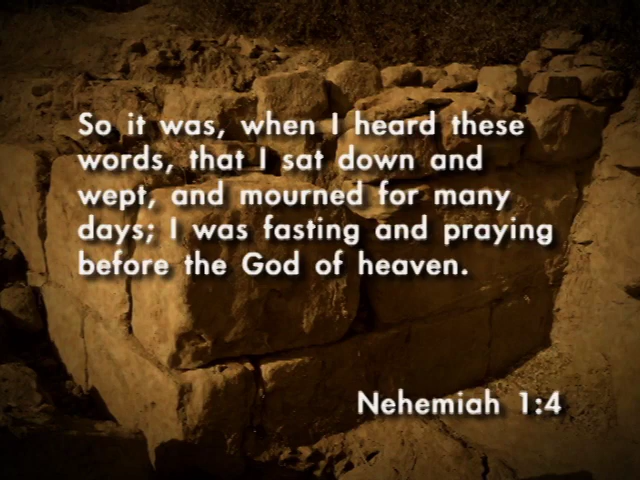 So it was, when I heard these
words, that I sat down and
wept, and mourned for many
days; I was fasting and praying
before the God of heaven.
Nehemiah 1:4